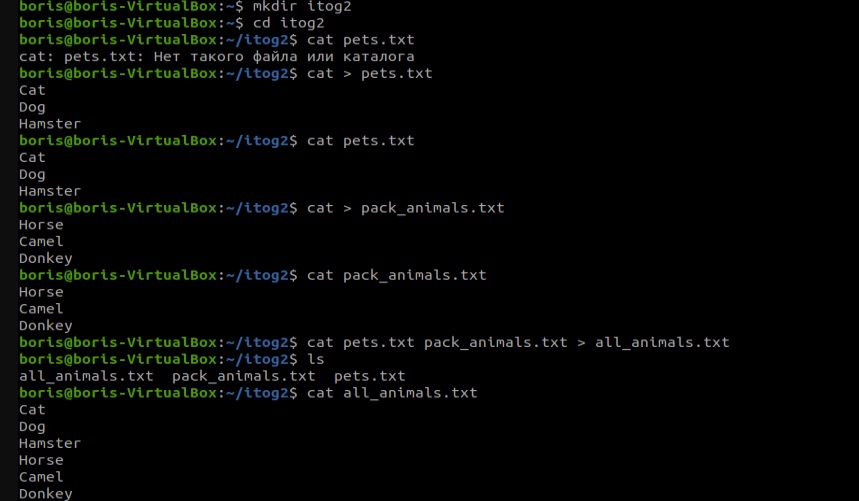 boris@boris-VirtualBox:~$ mkdir itog2
boris@boris-VirtualBox:~$ cd itog2
boris@boris-VirtualBox:~/itog2$ cat pets.txt
cat: pets.txt: Нет такого файла или каталога
boris@boris-VirtualBox:~/itog2$ cat > pets.txt
Cat
Dog
Hamster
boris@boris-VirtualBox:~/itog2$ cat pets.txt
Cat
Dog
Hamster
boris@boris-VirtualBox:~/itog2$ cat > pack_animals.txt
Horse
Camel
Donkey
boris@boris-VirtualBox:~/itog2$ cat pack_animals.txt
Horse
Camel
Donkey
boris@boris-VirtualBox:~/itog2$ cat pets.txt pack_animals.txt > all_animals.txt
boris@boris-VirtualBox:~/itog2$ ls
all_animals.txt  pack_animals.txt  pets.txt
boris@boris-VirtualBox:~/itog2$ cat all_animals.txt
Cat
Dog
Hamster
Horse
Camel
Donkey